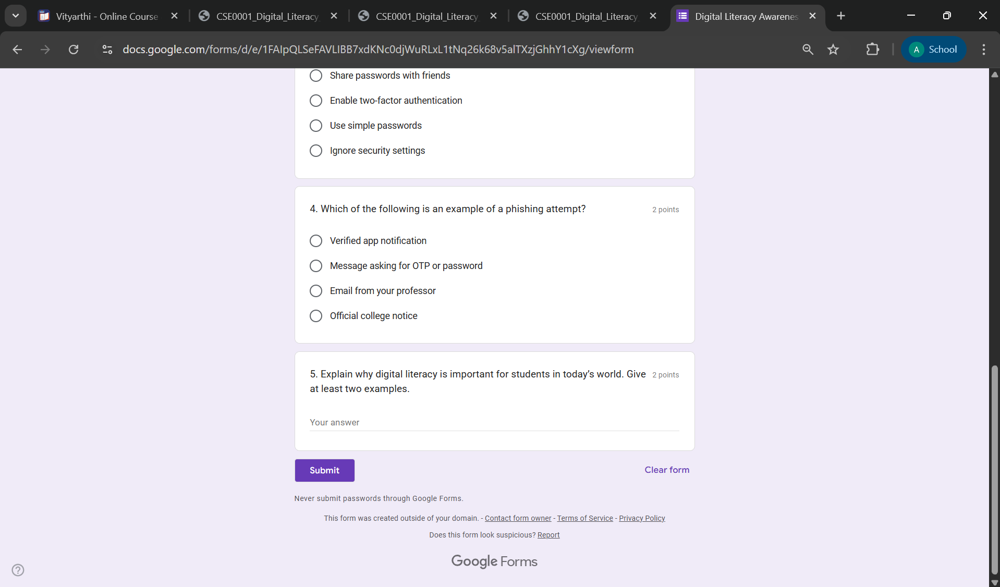 Vityarthi - Online Course
CSE0001_Digital_Literacy_
CSE0001_Digital_Literacy_
CSE0001_Digital_Literacy_
Digital Literacy Awarenes
docs.google.com/forms/d/e/1FAIpQLSeFAVLIBB7xdKNc0djWuRLxL1tNq26k68v5alTXzjGhhY1cXg/viewform
A School
Share passwords with friends
Enable two-factor authentication
Use simple passwords
Ignore security settings
4. Which of the following is an example of a phishing attempt?
2 points
Verified app notification
Message asking for OTP or password
Email from your professor
Official college notice
5. Explain why digital literacy is important for students in today’s world. Give
2 points
at least two examples.
Your answer
Submit
Clear form
Never submit passwords through Google Forms.
This form was created outside of your domain. - Contact form owner - Terms of Service - Privacy Policy
Does this form look suspicious? Report
Google Forms